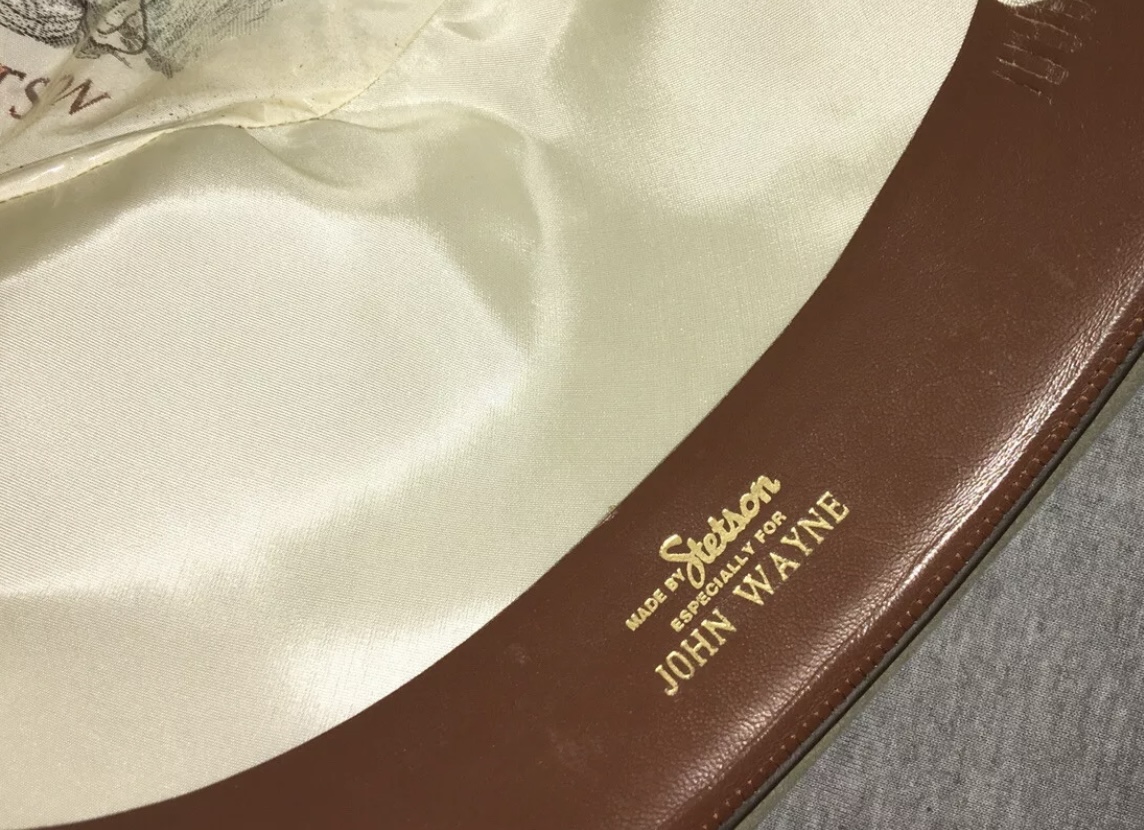 MADE BY Stetson
ESPECIALLY FOR
JOHN WAYNE